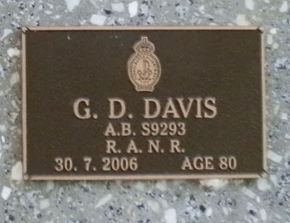 G. D. DAVIS
A.B. S9293
R. A. N. R.
30. 7. 2006 AGE 80